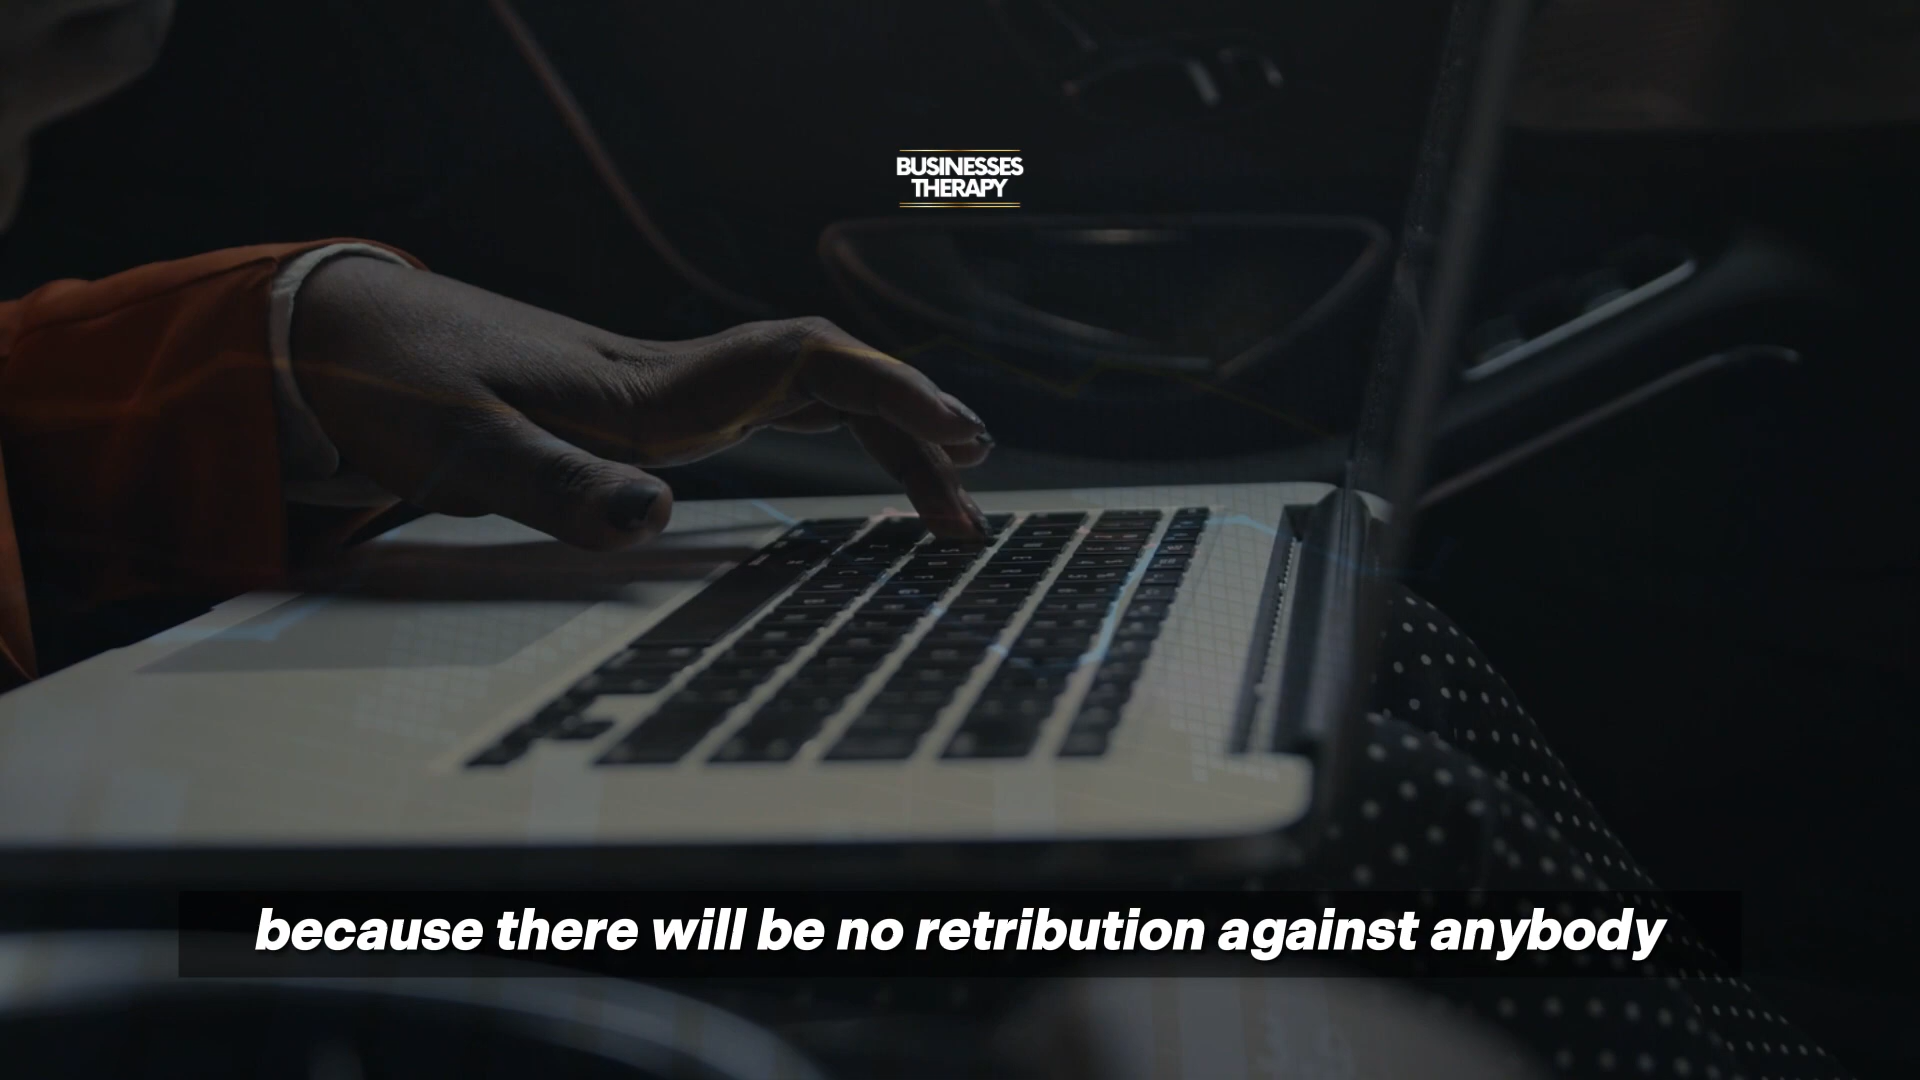 BUSINESSES
THERAPY
because there will be no retribution against anybody